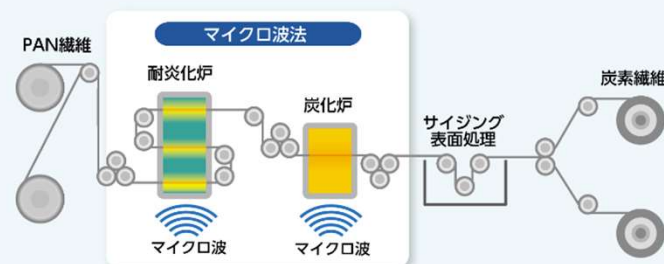 マイクロ波法
PAN繊維
耐炎化炉
炭化炉
サイジング
表面処理
炭素繊維
マイクロ波
マイクロ波